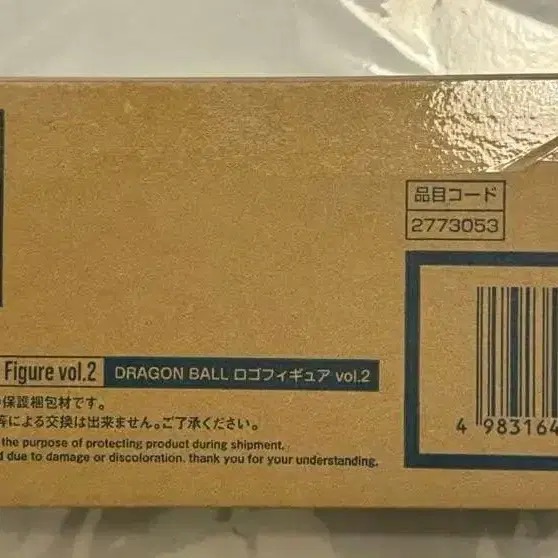 品目コード
2773053
Figure vol.2 DRAGON BALL ロゴフィギュア vol.2
保護梱包材です。
等による交換は出来ません。ご了承ください。
the purpose of protecting product during shipment.
d due to damage or discoloration. thank you for your understanding.
4 983164